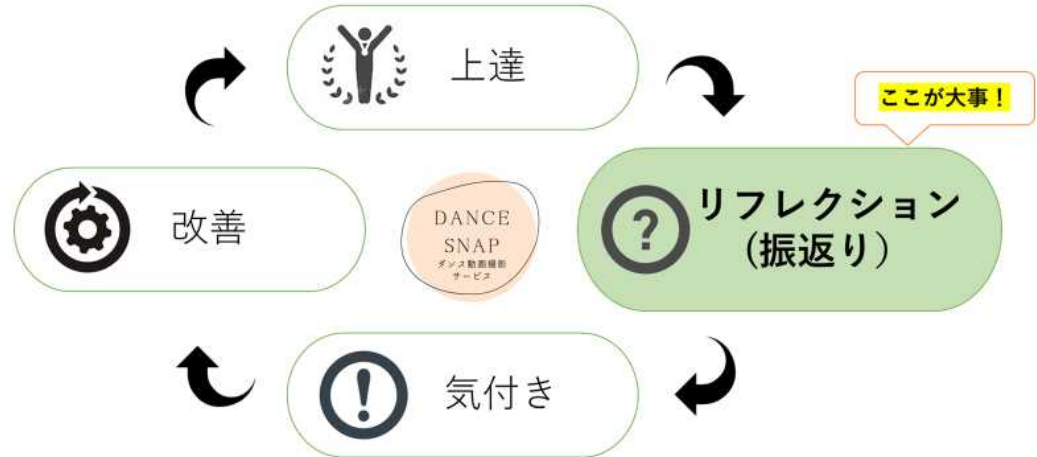 上達
ここが大事！
リフレクション
（振返り）
改善
DANCE
SNAP
ダンス動画撮影
サービス
気付き